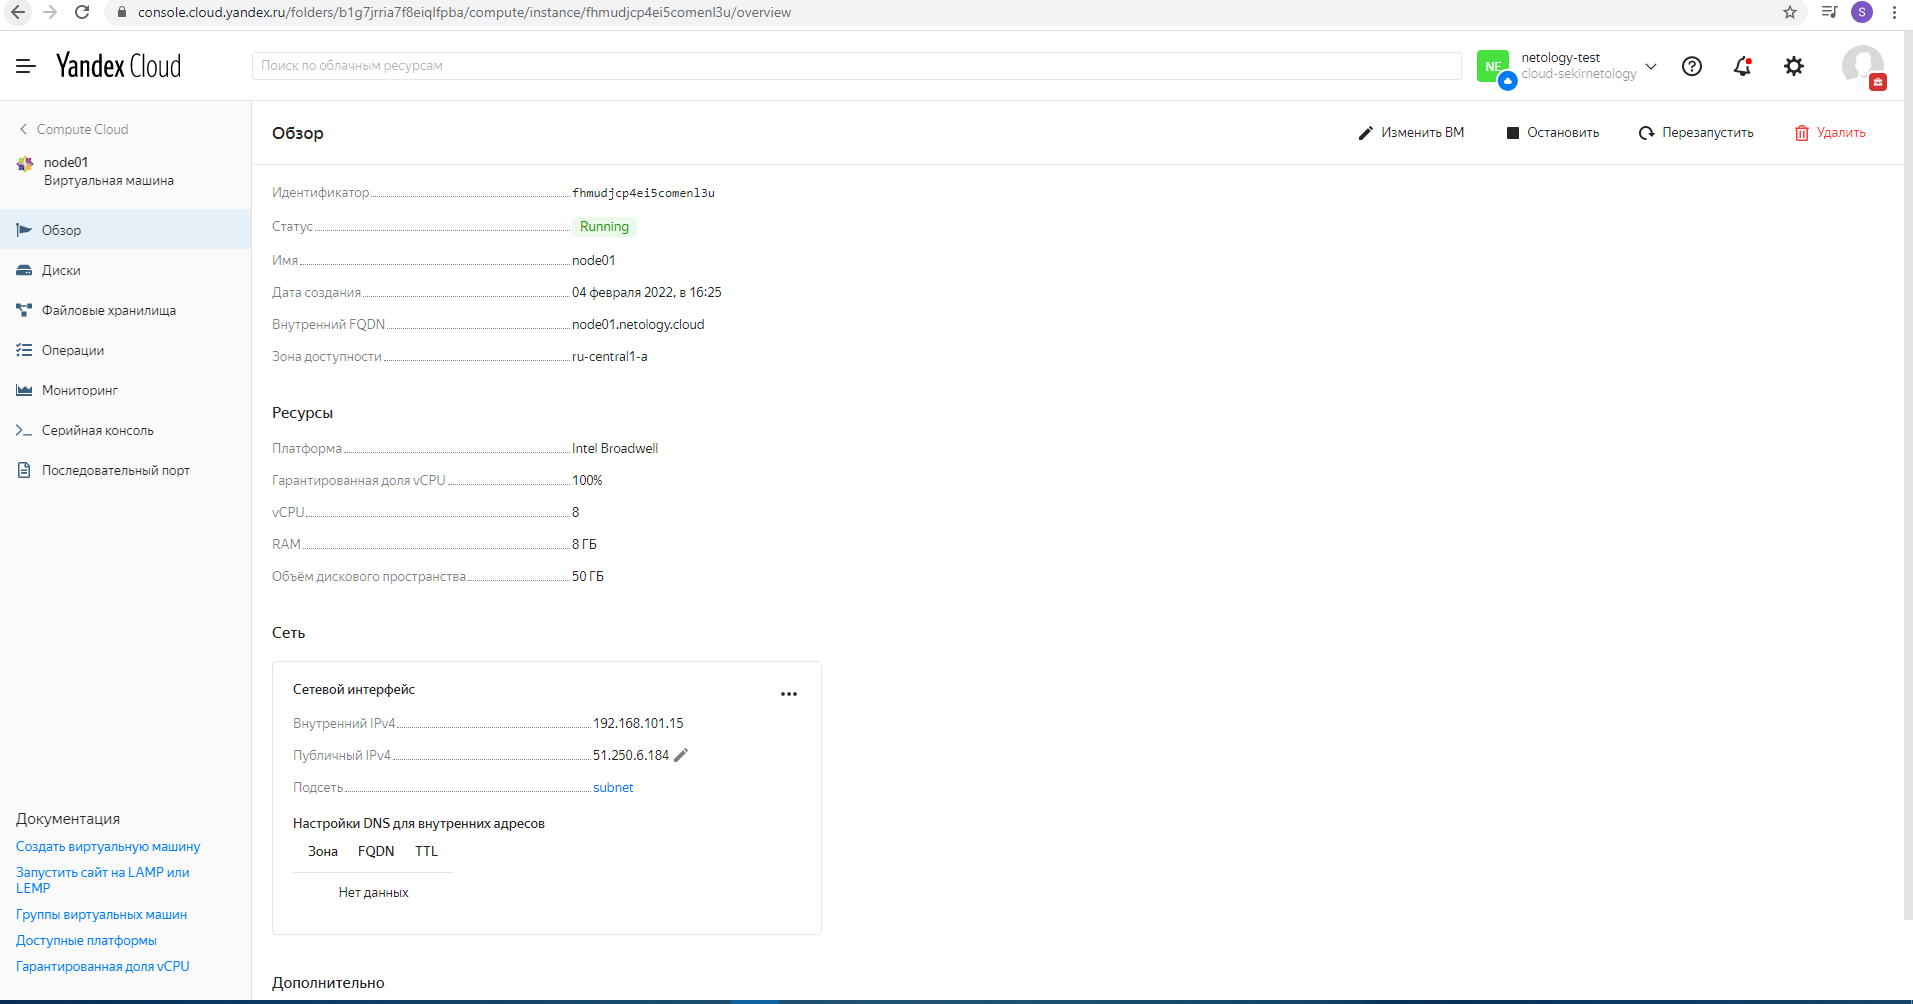 console.cloud.yandex.ru/folders/b1g7jrria7f8eiqlfpba/compute/instance/fhmudjcp4ei5comenl3u/overview
S
Yandex Cloud
Поиск по облачным ресурсам
NE
netology-test
cloud-sekirnetology
Compute Cloud
node01
Виртуальная машина
Обзор
Диски
Файловые хранилища
Операции
Мониторинг
Серийная консоль
Последовательный порт
Документация
Создать виртуальную машину
Запустить сайт на LAMP или
LEMP
Группы виртуальных машин
Доступные платформы
Гарантированная доля vCPU
Обзор
Изменить ВМ
Остановить
Перезапустить
Удалить
Идентификатор fhmudjcp4ei5comenl3u
Статус Running
Имя node01
Дата создания 04 февраля 2022, в 16:25
Внутренний FQDN node01.netology.cloud
Зона доступности ru-central1-a
Ресурсы
Платформа Intel Broadwell
Гарантированная доля vCPU 100%
vCPU 8
RAM 8 ГБ
Объём дискового пространства 50 ГБ
Сеть
Сетевой интерфейс
Внутренний IPv4 192.168.101.15
Публичный IPv4 51.250.6.184
Подсеть subnet
Настройки DNS для внутренних адресов
Зона FQDN TTL
Нет данных
Дополнительно